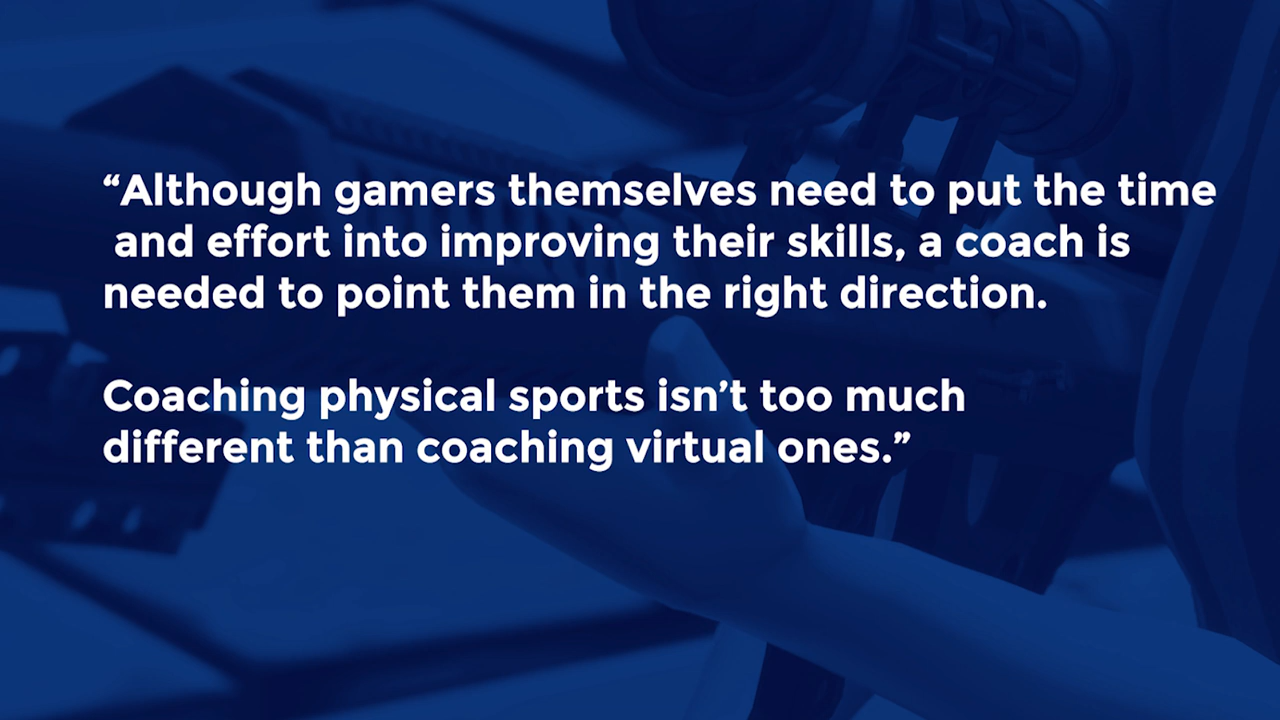 “Although gamers themselves need to put the time
and effort into improving their skills, a coach is
needed to point them in the right direction.
Coaching physical sports isn’t too much
different than coaching virtual ones.”